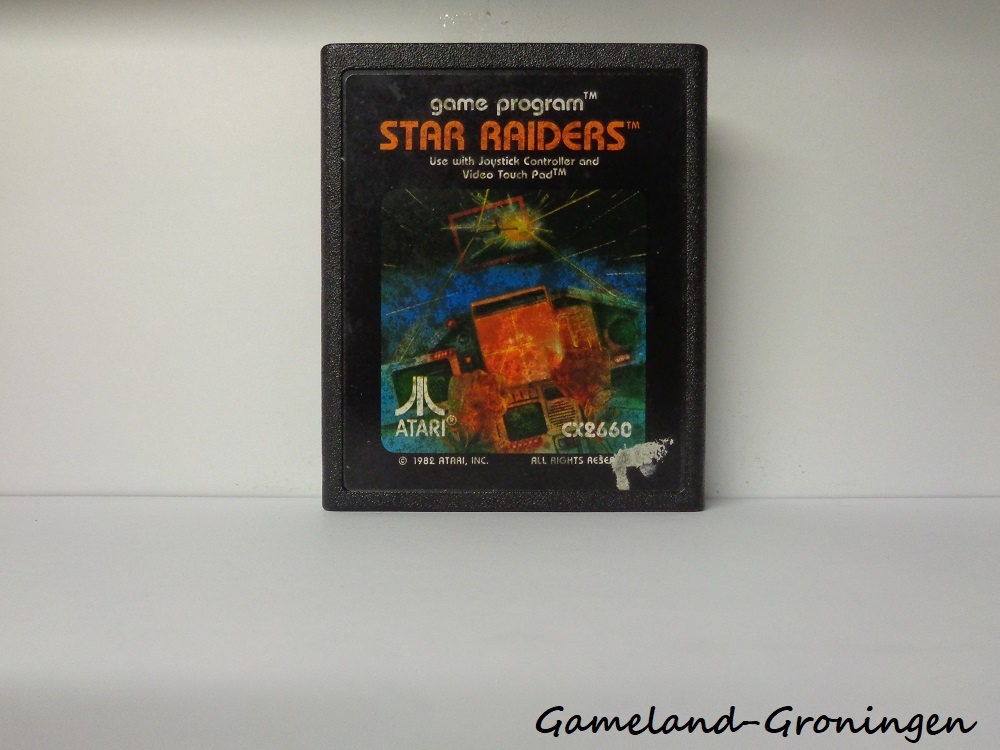 game program™
STAR RAIDERS™
Use with Joystick Controller and
Video Touch Pad™
ATARI®
CX2660
© 1982 ATARI, INC. ALL RIGHTS
Gameland-Groningen